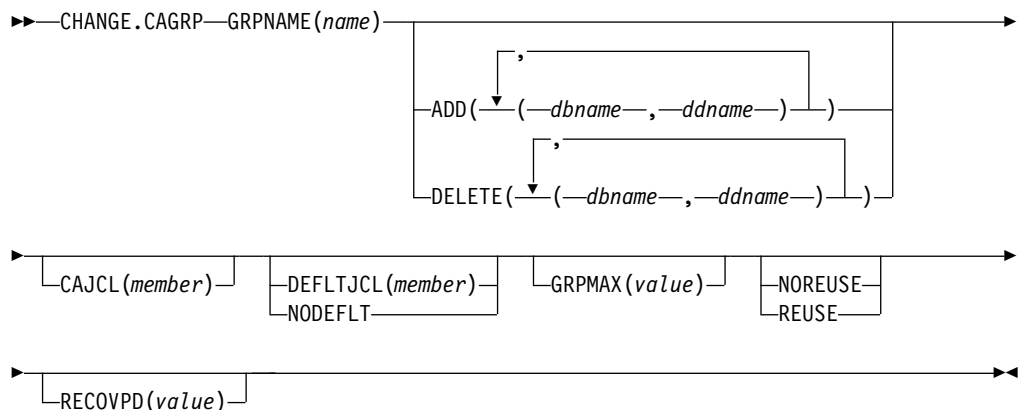 CHANGE.CAGRP GRPNAME(name)
,
ADD( (dbname,ddname) )
,
DELETE( (dbname,ddname) )
CAJCL(member) DEFLTJCL(member) GRPMAX(value) NOREUSE
NODEFLT REUSE
RECOVPD(value)